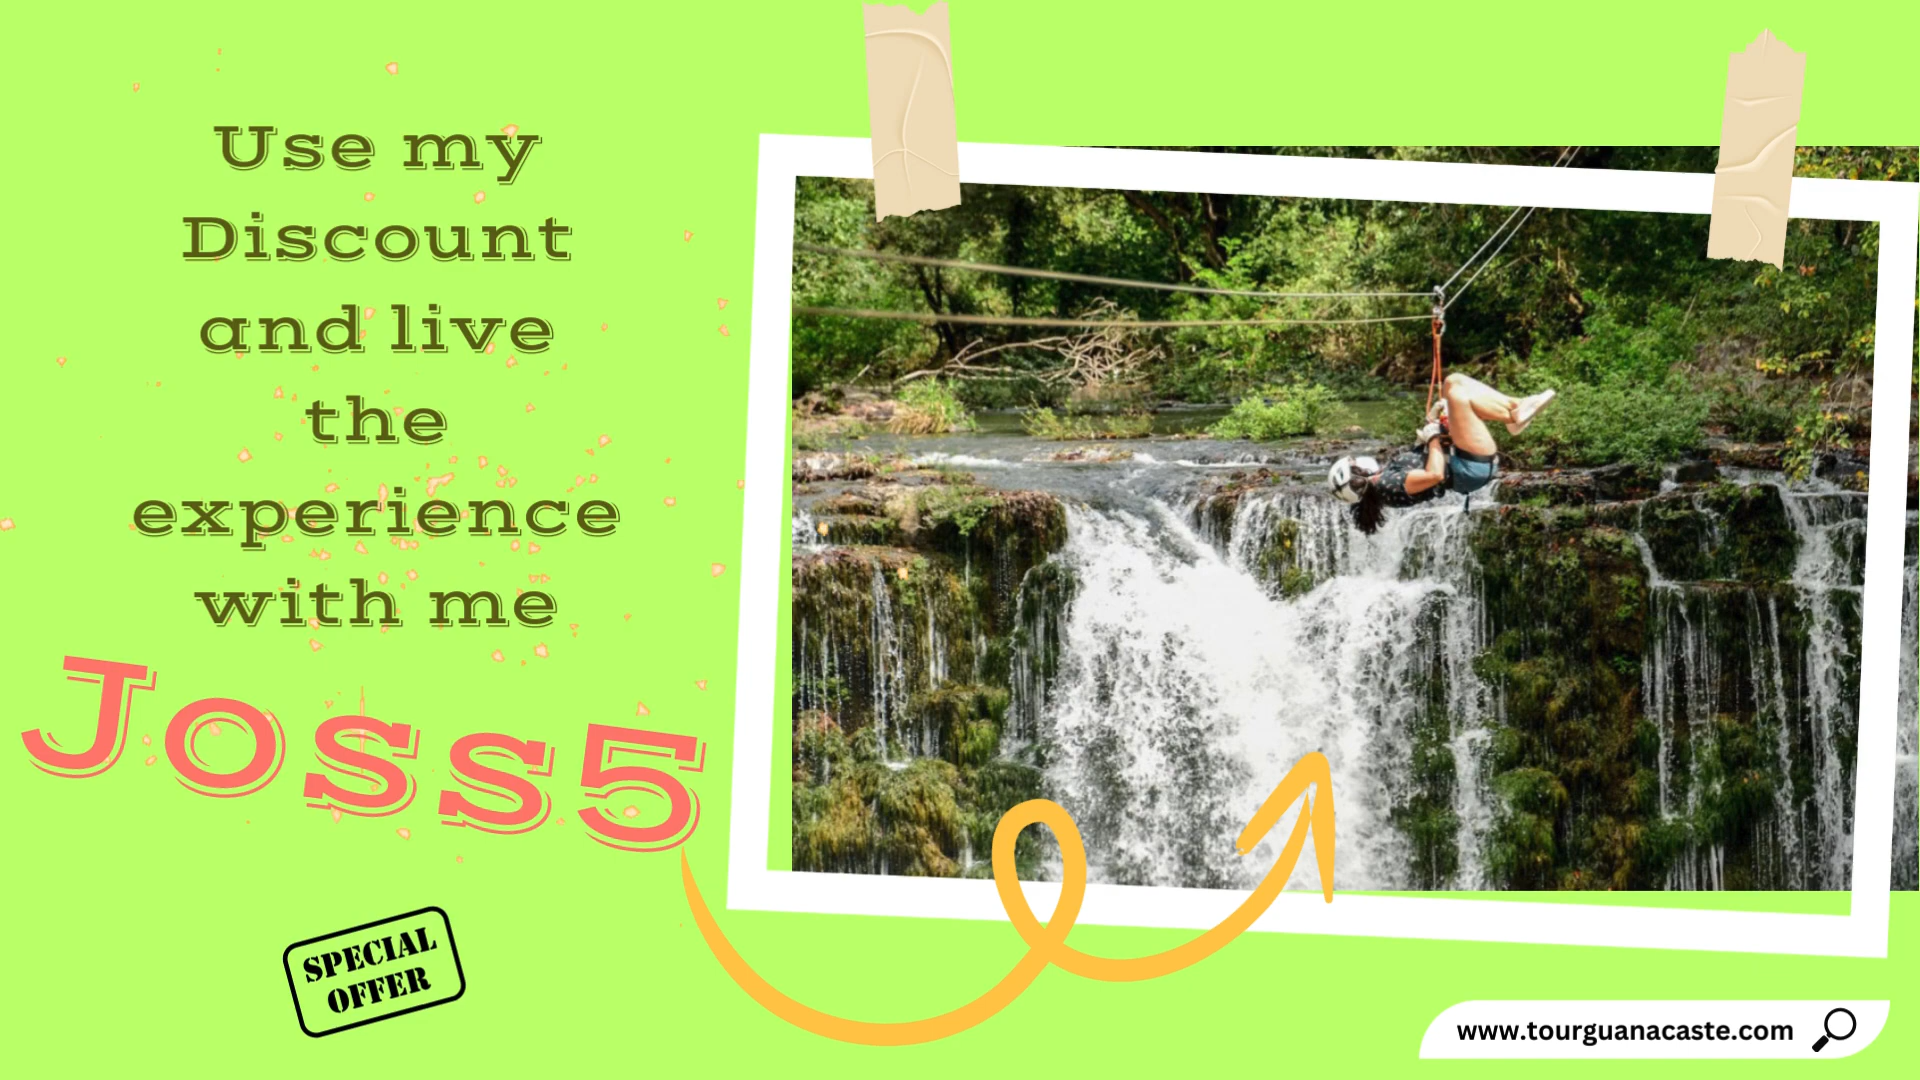 Use my
Discount
and live
the
experience
with me
Joss5
SPECIAL
OFFER
www.tourguanacaste.com